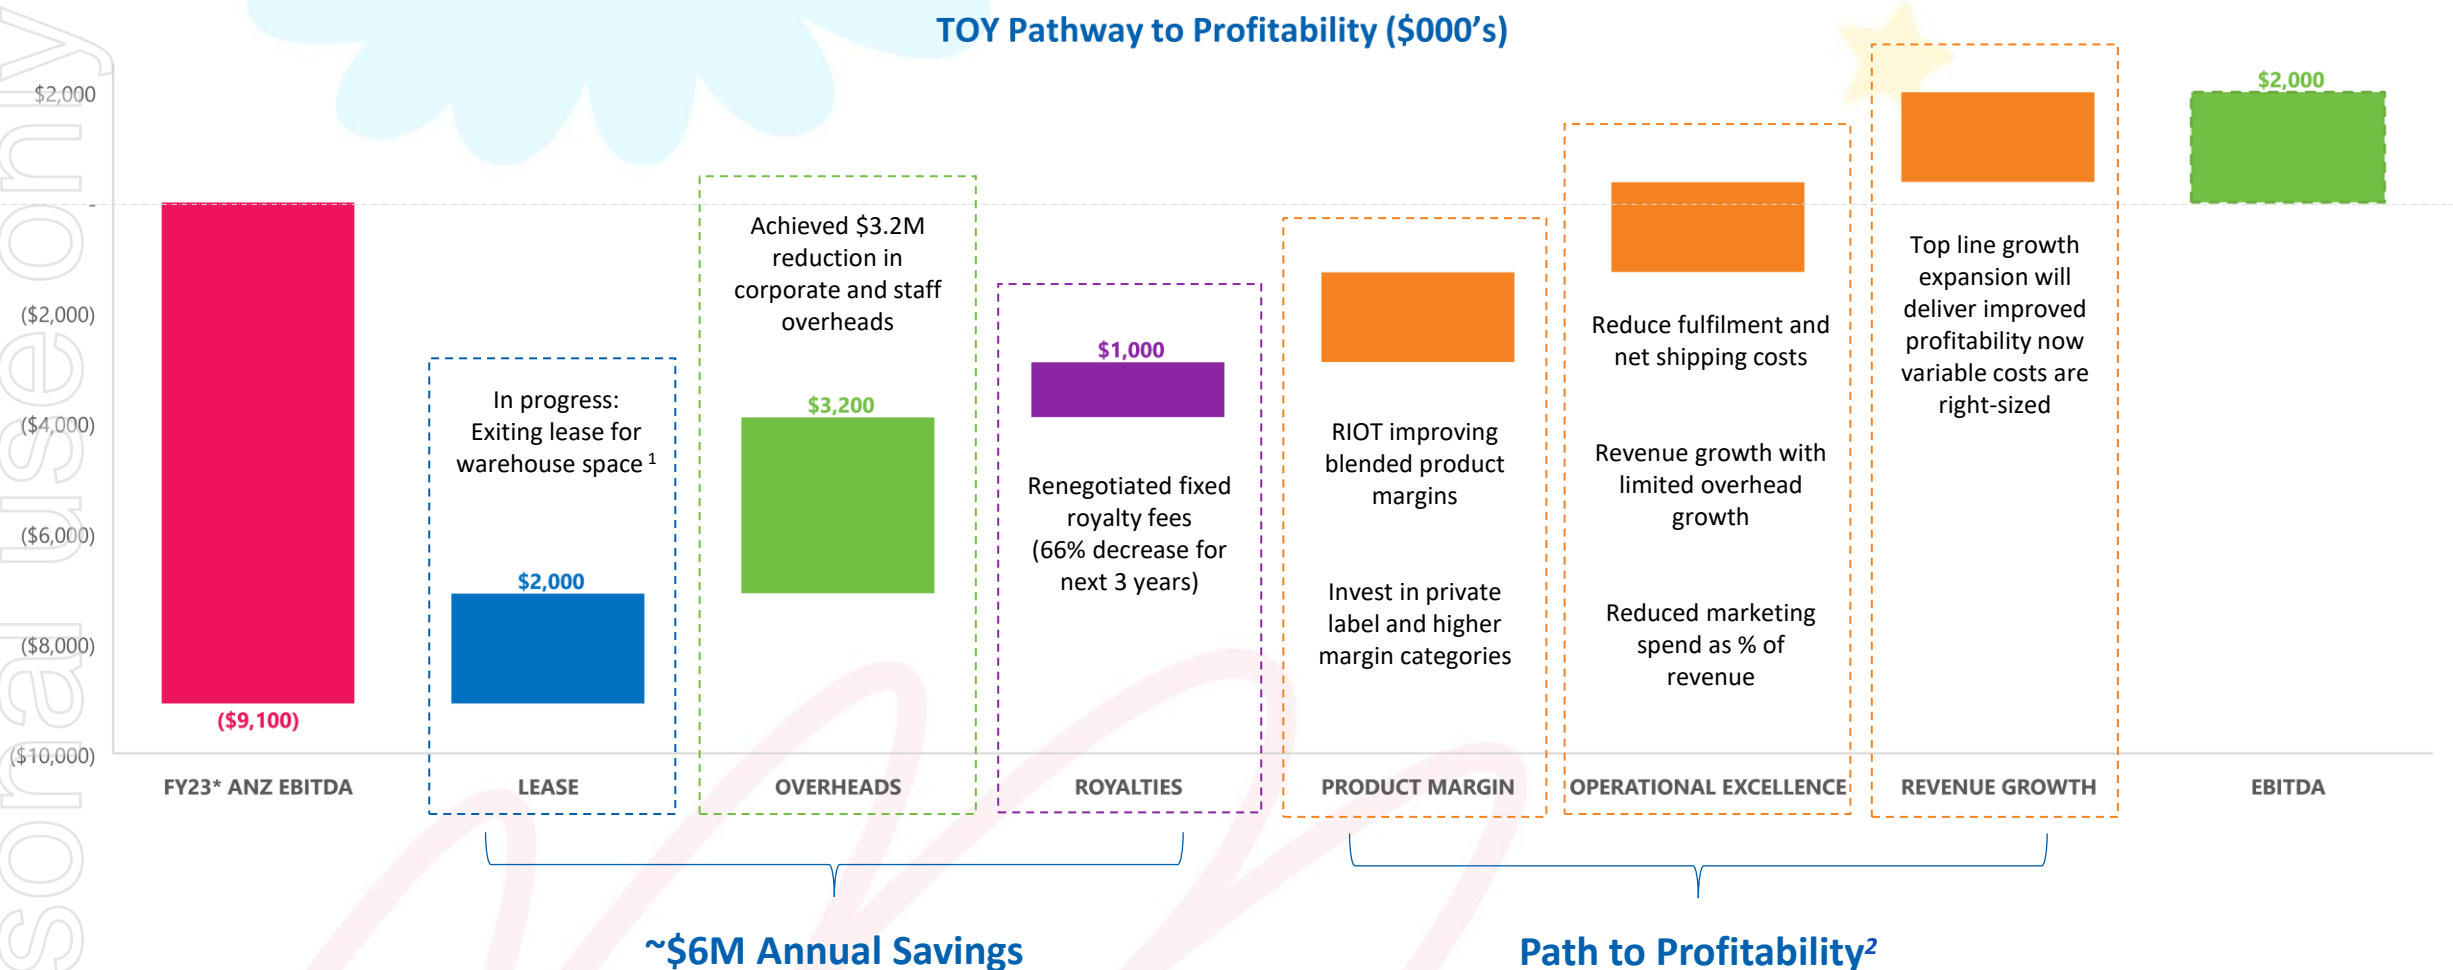 TOY Pathway to Profitability ($000's)
$2,000
-
($2,000)
($4,000)
($6,000)
($8,000)
($10,000)
($9,100)
FY23* ANZ EBITDA
In progress:
Exiting lease for
warehouse space 1
$2,000
LEASE
Achieved $3.2M
reduction in
corporate and staff
overheads
$3,200
OVERHEADS
$1,000
Renegotiated fixed
royalty fees
(66% decrease for
next 3 years)
ROYALTIES
RIOT improving
blended product
margins
Invest in private
label and higher
margin categories
PRODUCT MARGIN
Reduce fulfilment and
net shipping costs
Revenue growth with
limited overhead
growth
Reduced marketing
spend as % of
revenue
OPERATIONAL EXCELLENCE
Top line growth
expansion will
deliver improved
profitability now
variable costs are
right-sized
REVENUE GROWTH
$2,000
EBITDA
~$6M Annual Savings
Path to Profitability2
sonal use only